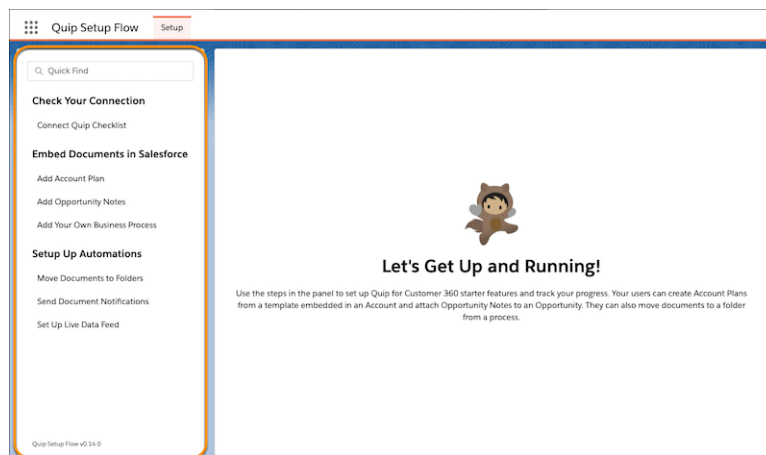 Quip Setup Flow
Setup
Quick Find
Check Your Connection
Connect Quip Checklist
Embed Documents in Salesforce
Add Account Plan
Add Opportunity Notes
Add Your Own Business Process
Setup Up Automations
Move Documents to Folders
Send Document Notifications
Set Up Live Data Feed
Quip Setup Flow v0.14.0
Let's Get Up and Running!
Use the steps in the panel to set up Quip for Customer 360 starter features and track your progress. Your users can create Account Plans
from a template embedded in an Account and attach Opportunity Notes to an Opportunity. They can also move documents to a folder
from a process.